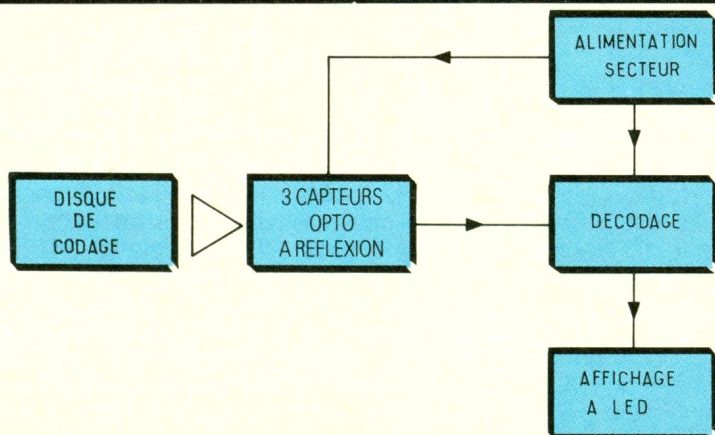 ALIMENTATION
SECTEUR
DISQUE
DE
CODAGE
3 CAPTEURS
OPTO
A REFLEXION
DECODAGE
AFFICHAGE
A LED